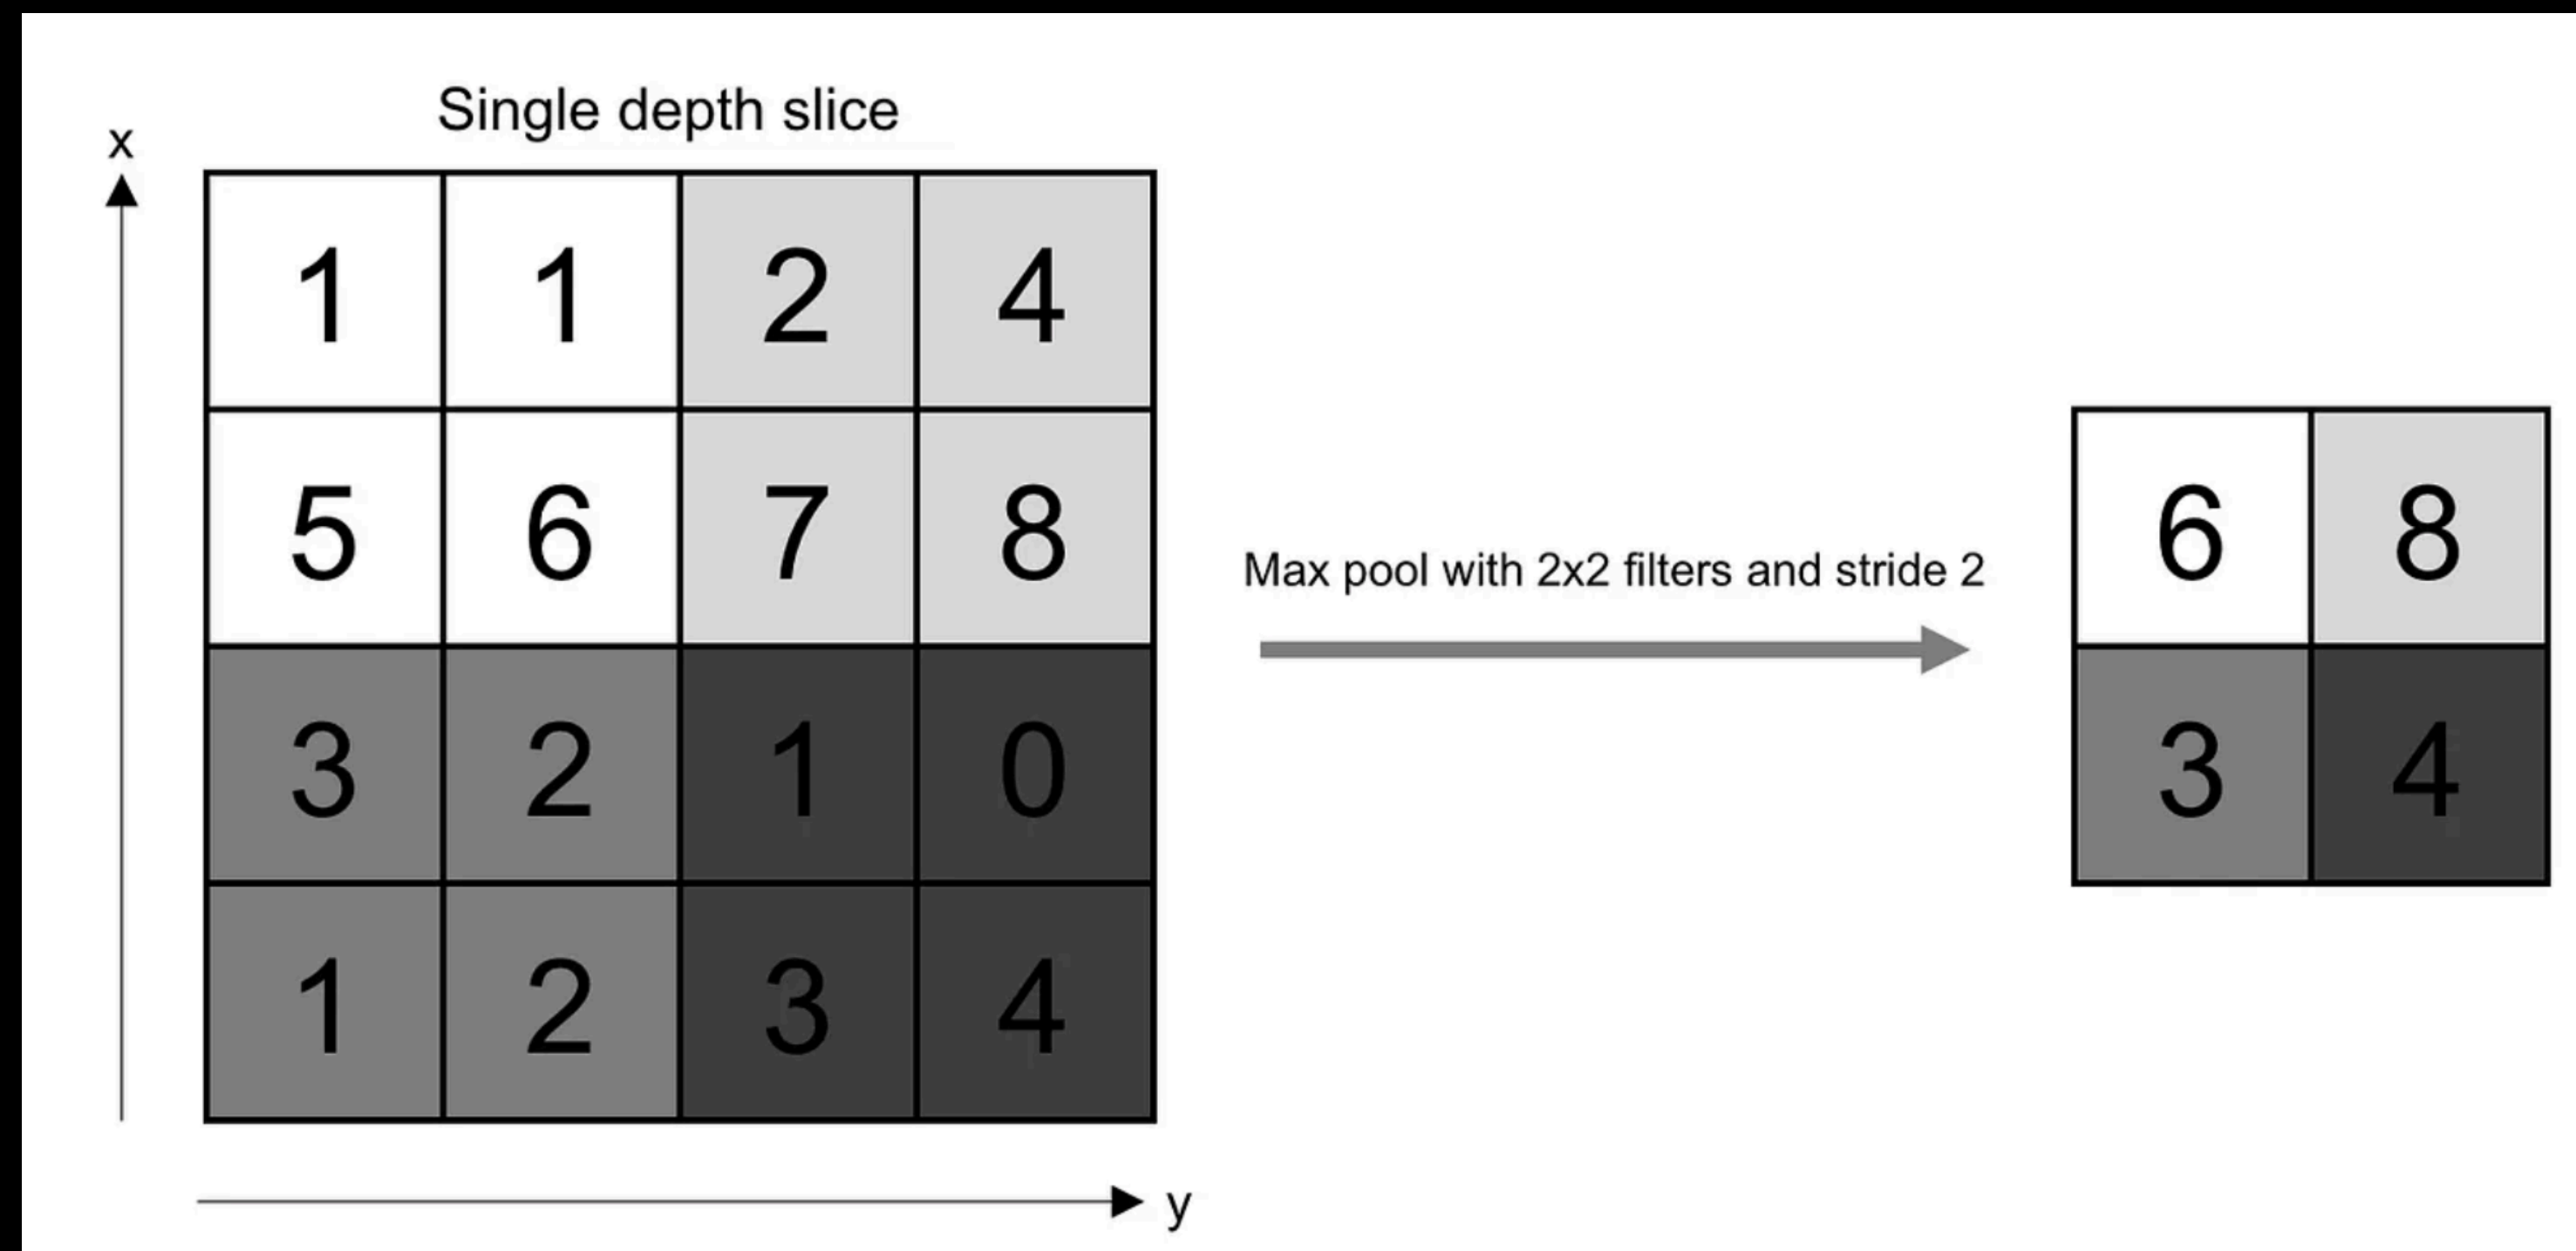 Single depth slice
x
1 1 2 4
5 6 7 8
3 2 1 0
1 2 3 4
y
Max pool with 2x2 filters and stride 2
6 8
3 4